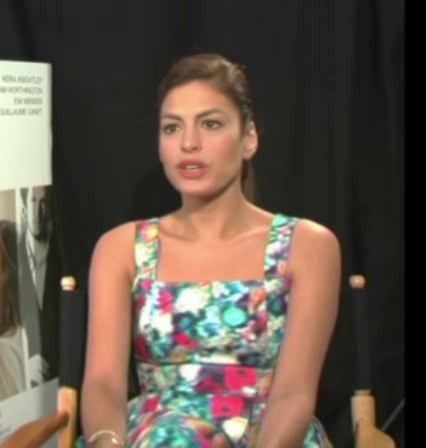 KEIRA KNIGHTLEY
SAM WORTHINGTON
EVA MENDES
GUILLAUME CANET